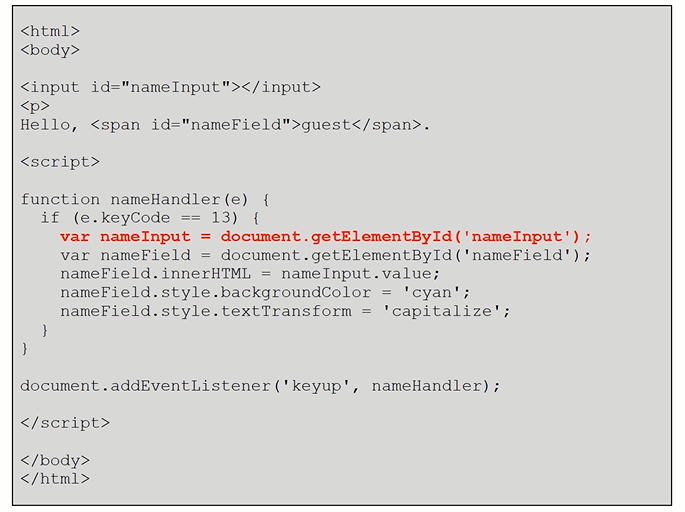 <html>
<body>
<input id="nameInput"></input>
<p>
Hello, <span id="nameField">guest</span>.
<script>
function nameHandler(e) {
if (e.keyCode == 13) {
var nameInput = document.getElementById('nameInput');
var nameField = document.getElementById('nameField');
nameField.innerHTML = nameInput.value;
nameField.style.backgroundColor = 'cyan';
nameField.style.textTransform = 'capitalize';
}
}
document.addEventListener('keyup', nameHandler);
</script>
</body>
</html>